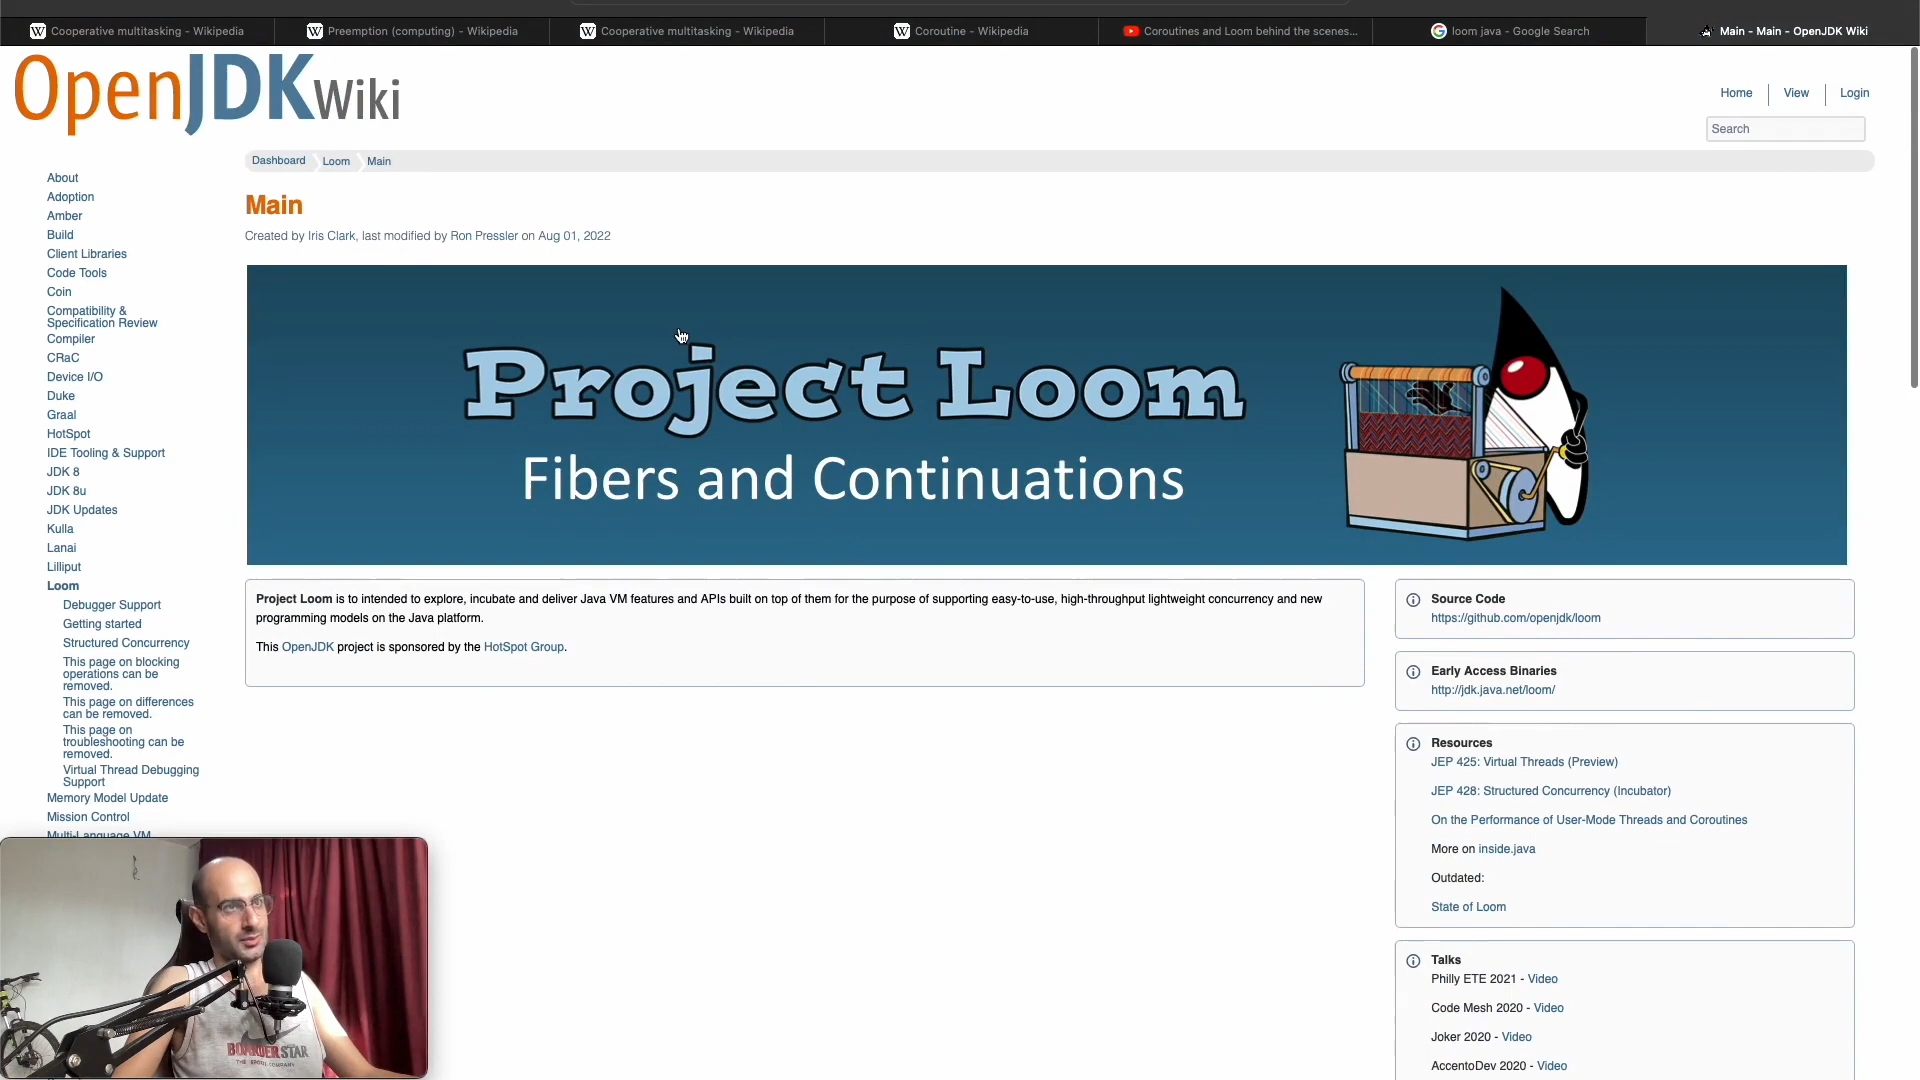 Cooperative multitasking - Wikipedia
Preemption (computing) - Wikipedia
Cooperative multitasking - Wikipedia
Coroutine - Wikipedia
Coroutines and Loom behind the scenes...
loom java - Google Search
Main - Main - OpenJDK Wiki
OpenJDK Wiki
Home
View
Login
Search
Dashboard
Loom
Main
About
Adoption
Amber
Build
Client Libraries
Code Tools
Coin
Compatibility &
Specification Review
Compiler
CRaC
Device I/O
Duke
Graal
HotSpot
IDE Tooling & Support
JDK 8
JDK 8u
JDK Updates
Kulla
Lanai
Lilliput
Loom
Debugger Support
Getting started
Structured Concurrency
This page on blocking
operations can be
removed.
This page on differences
can be removed.
This page on
troubleshooting can be
removed.
Virtual Thread Debugging
Support
Memory Model Update
Mission Control
Multi-Language VM
Main
Created by Iris Clark, last modified by Ron Pressler on Aug 01, 2022
Project Loom
Fibers and Continuations
Project Loom is to intended to explore, incubate and deliver Java VM features and APIs built on top of them for the purpose of supporting easy-to-use, high-throughput lightweight concurrency and new
programming models on the Java platform.
This OpenJDK project is sponsored by the HotSpot Group.
Source Code
https://github.com/openjdk/loom
Early Access Binaries
http://jdk.java.net/loom/
Resources
JEP 425: Virtual Threads (Preview)
JEP 428: Structured Concurrency (Incubator)
On the Performance of User-Mode Threads and Coroutines
More on inside.java
Outdated:
State of Loom
Talks
Philly ETE 2021 - Video
Code Mesh 2020 - Video
Joker 2020 - Video
AccentoDev 2020 - Video
BOARDERSTAR